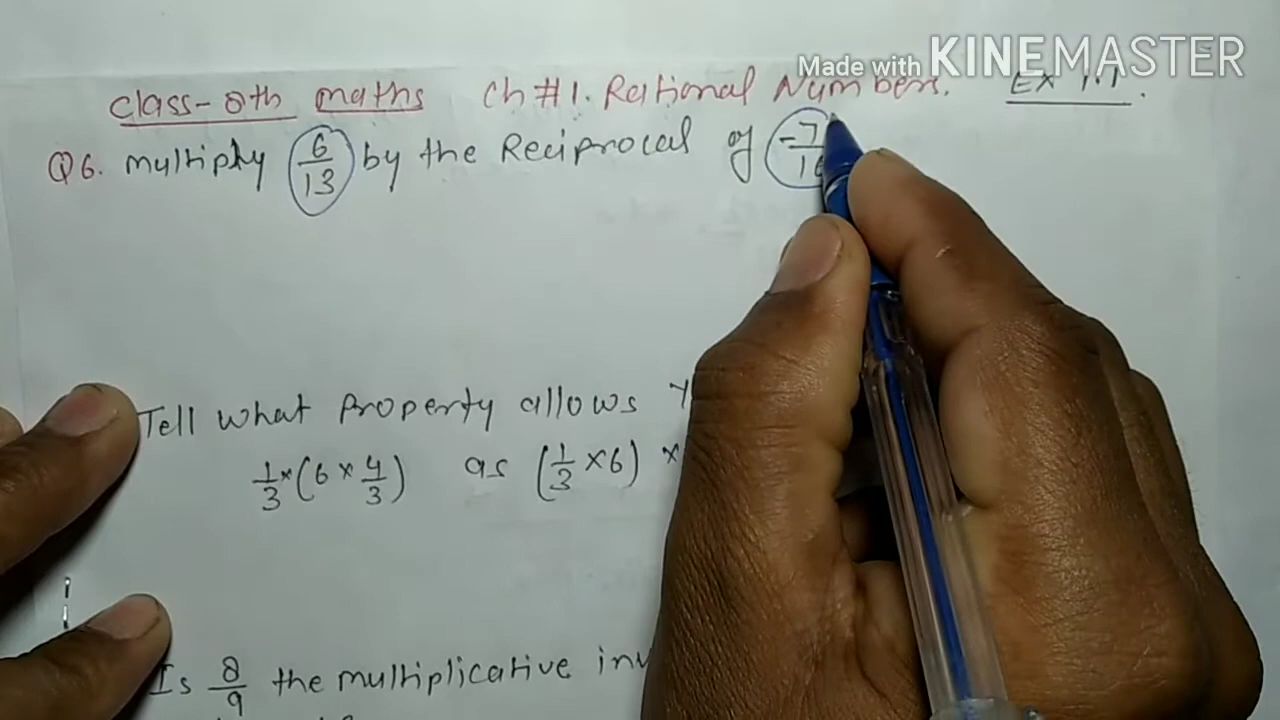 Made with KINEMASTER
Class-8th maths Ch#1. Rational Numbers. Ex 1.1.
Q6. multiply 6/13 by the Reciprocal of -7/16
Tell what Property allows
1/3 × (6 × 4/3) as (1/3 × 6) ×
Is 8/9 the multiplicative